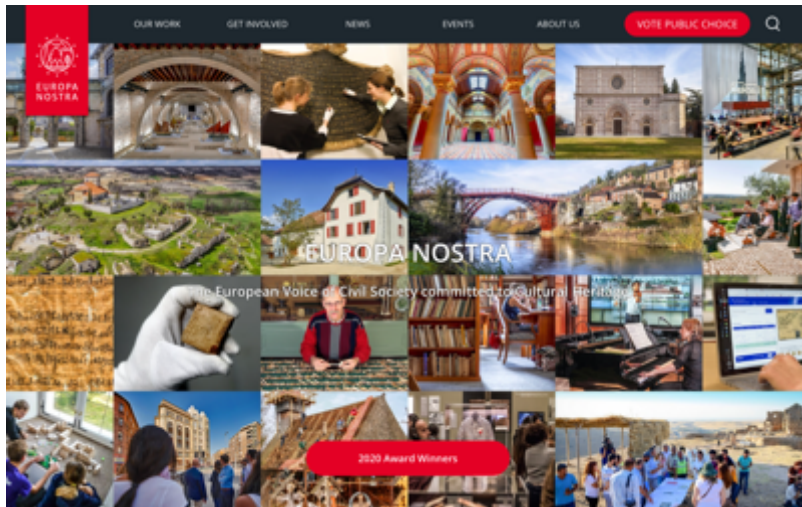 OUR WORK
GET INVOLVED
NEWS
EVENTS
ABOUT US
VOTE PUBLIC CHOICE
EUROPA
NOSTRA
EUROPA NOSTRA
The European Voice of Civil Society committed to Cultural Heritage
2020 Award Winners